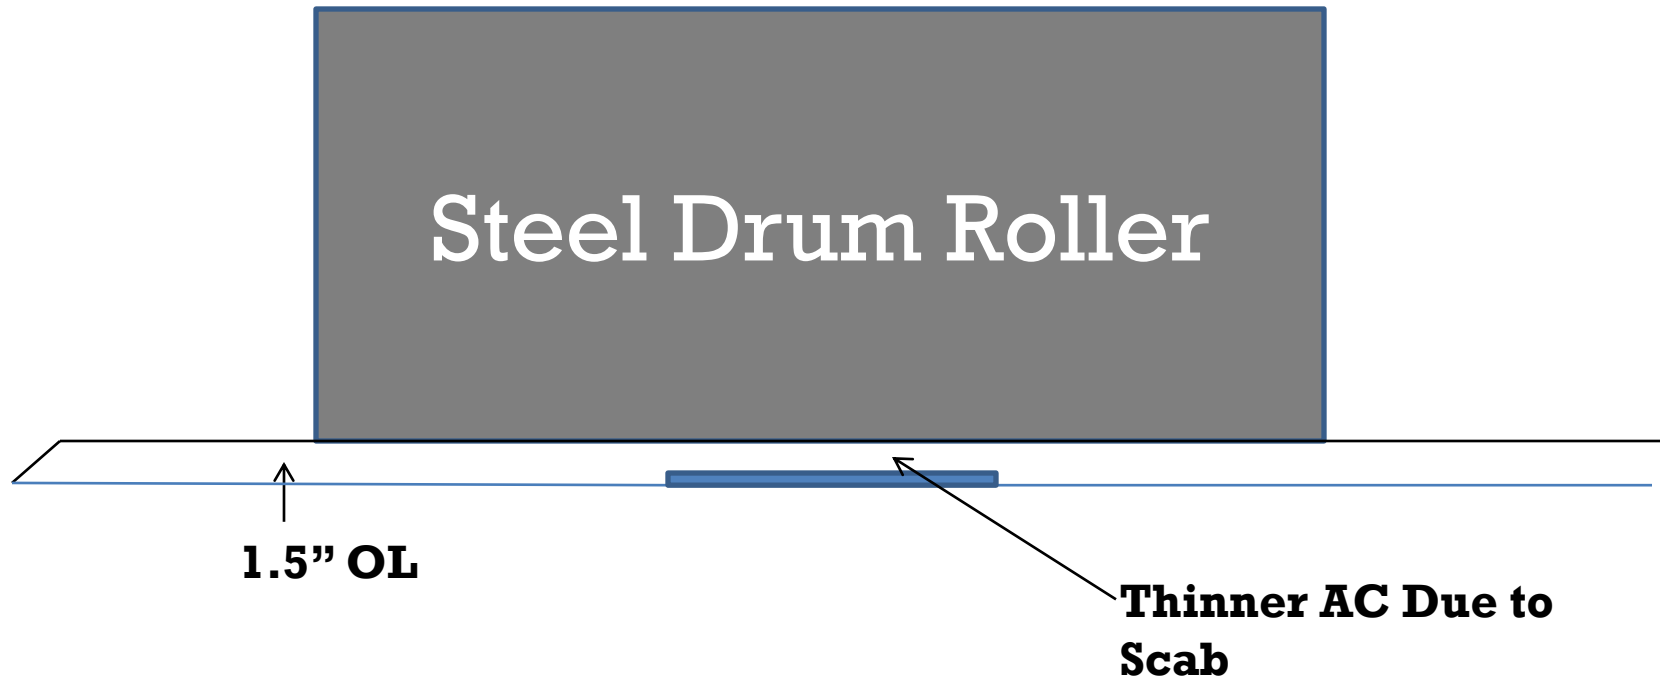 Steel Drum Roller
1.5” OL
Thinner AC Due to
Scab